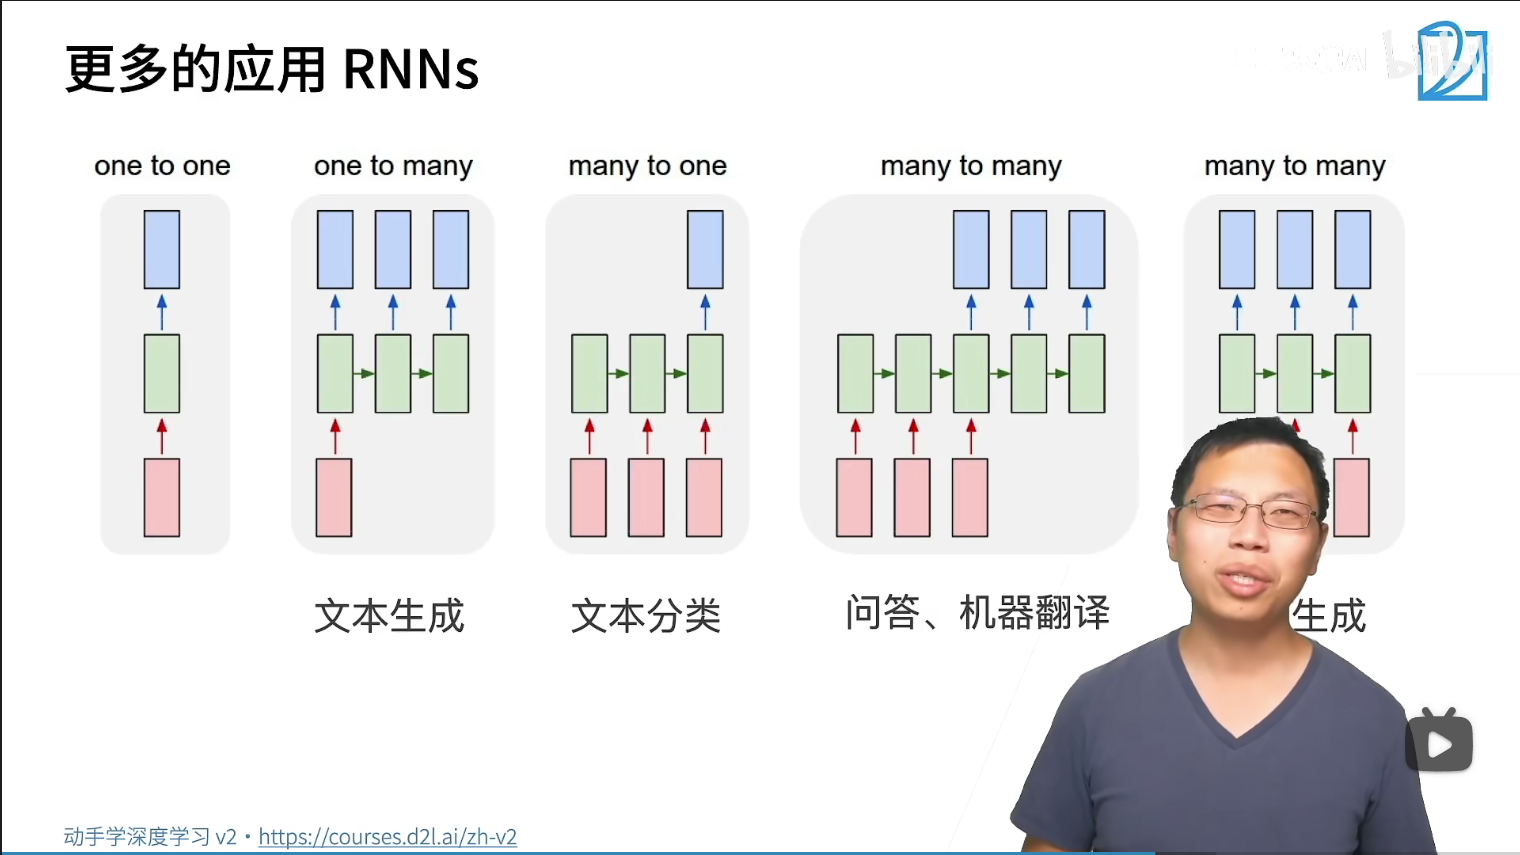 更多的应用 RNNs
bilibili
one to one
one to many
many to one
many to many
many to many
文本生成
文本分类
问答、机器翻译
生成
动手学深度学习 v2 • https://courses.d2l.ai/zh-v2